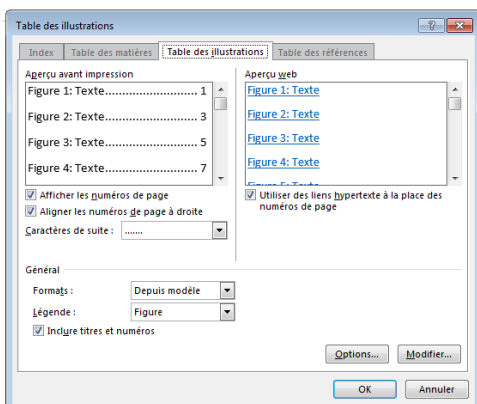 Table des illustrations
Index
Table des matières
Table des illustrations
Table des références
Aperçu avant impression
Figure 1: Texte.............................. 1
Figure 2: Texte.............................. 3
Figure 3: Texte.............................. 5
Figure 4: Texte.............................. 7
Afficher les numéros de page
Aligner les numéros de page à droite
Caractères de suite : .......
Aperçu web
Figure 1: Texte
Figure 2: Texte
Figure 3: Texte
Figure 4: Texte
Figure 5: Texte
Utiliser des liens hypertexte à la place des
numéros de page
Général
Formats : Depuis modèle
Légende : Figure
Inclure titres et numéros
Options...
Modifier...
OK
Annuler